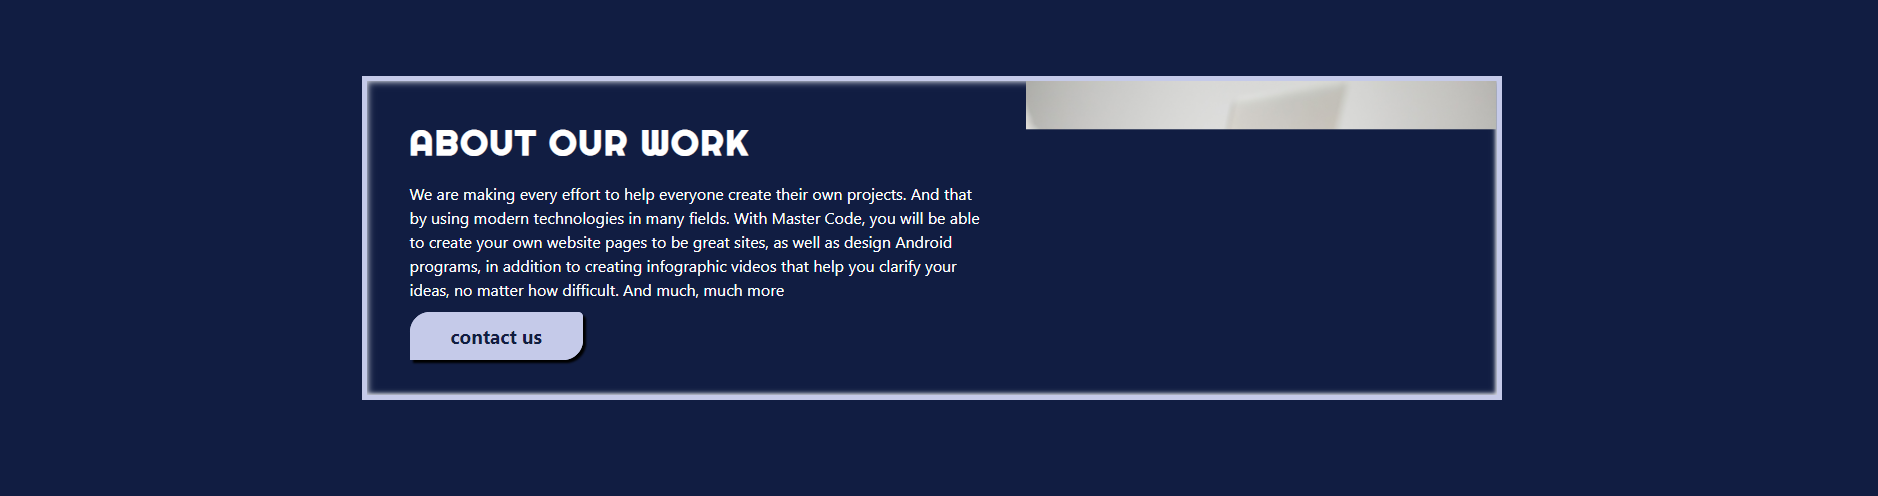 ABOUT OUR WORK
We are making every effort to help everyone create their own projects. And that
by using modern technologies in many fields. With Master Code, you will be able
to create your own website pages to be great sites, as well as design Android
programs, in addition to creating infographic videos that help you clarify your
ideas, no matter how difficult. And much, much more
contact us